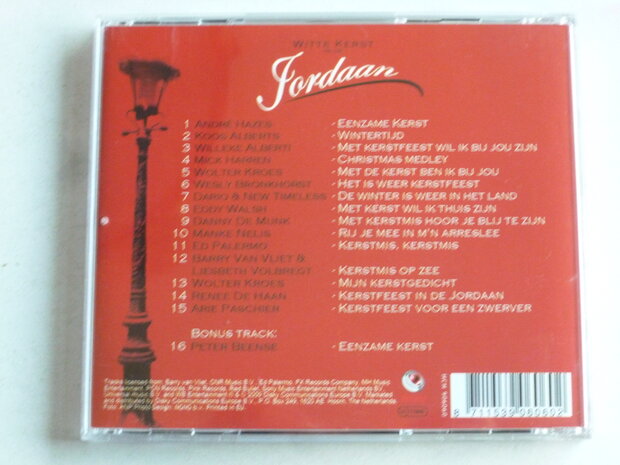 Witte Kerst
Jordaan
1 André Hazes - Eenzame Kerst
2 Koos Alberts - Wintertijd
3 Willeke Alberti - Met kerstfeest wil ik bij jou zijn
4 Mick Harren - Christmas medley
5 Wolter Kroes - Met de kerst ben ik bij jou
6 Wesly Bronkhorst - Het is weer kerstfeest
7 Dario & New Timeless - De winter is weer in het land
8 Eddy Walsh - Met kerst wil ik thuis zijn
9 Danny De Munk - Met kerstmis hoor je blij te zijn
10 Manke Nelis - Rij je mee in m'n arreslee
11 Ed Palermo - Kerstmis, kerstmis
12 Barry Van Vliet &
Liesbeth Volbregt - Kerstmis op zee
13 Wolter Kroes - Mijn kerstgedicht
14 Renee De Haan - Kerstfeest in de Jordaan
15 Arie Paschier - Kerstfeest voor een zwerver
Bonus track:
16 Peter Beense - Eenzame kerst